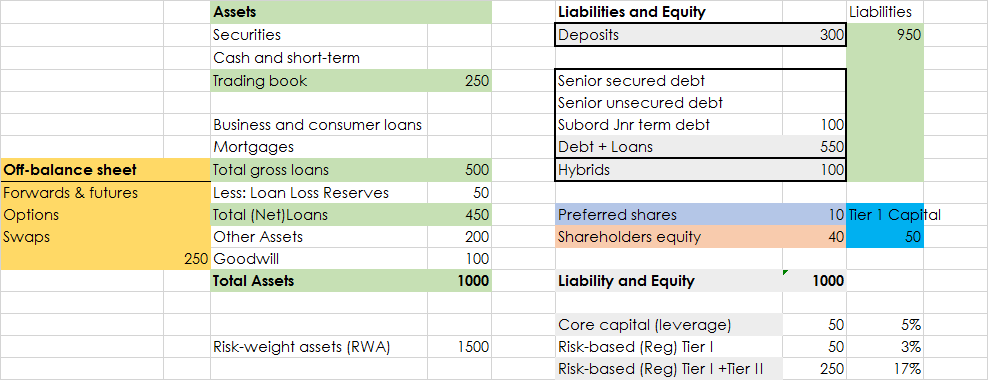 Assets Liabilities and Equity Liabilities
Securities Deposits 300 950
Cash and short-term
Trading book 250 Senior secured debt
Senior unsecured debt
Business and consumer loans Subord Jnr term debt 100
Mortgages Debt + Loans 550
Off-balance sheet Total gross loans 500 Hybrids 100
Forwards & futures Less: Loan Loss Reserves 50
Options Total (Net)Loans 450 Preferred shares 10 Tier 1 Capital
Swaps Other Assets 200 Shareholders equity 40 50
250 Goodwill 100
Total Assets 1000 Liability and Equity 1000
Core capital (leverage) 50 5%
Risk-weight assets (RWA) 1500 Risk-based (Reg) Tier I 50 3%
Risk-based (Reg) Tier I +Tier II 250 17%